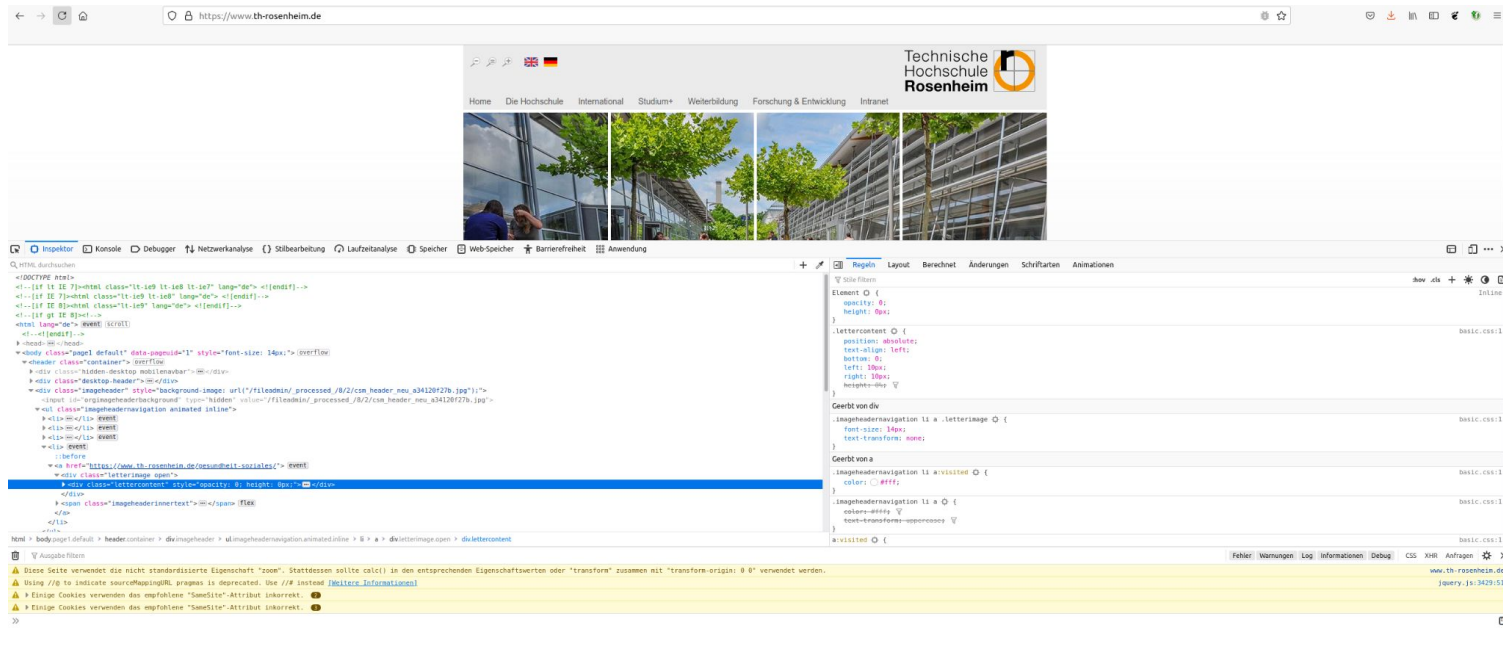 https://www.th-rosenheim.de
Technische
Hochschule
Rosenheim
Home Die Hochschule International Studium+ Weiterbildung Forschung & Entwicklung Intranet
Inspektor Konsole Debugger Netzwerkanalyse {} Stilbearbeitung Laufzeitanalyse Speicher Web-Speicher Barrierefreiheit Anwendung
HTML durchsuchen
<!DOCTYPE html>
<!--[if lt IE 7]><html class="lt-ie9 lt-ie8 lt-ie7" lang="de"> <![endif]-->
<!--[if IE 7]><html class="lt-ie9 lt-ie8" lang="de"> <![endif]-->
<!--[if IE 8]><html class="lt-ie9" lang="de"> <![endif]-->
<!--[if gt IE 8]><!-->
<html lang="de"> event scroll
<!--<![endif]-->
<head> </head>
<body class="page1 default" data-pageuid="1" style="font-size: 14px;"> overflow
<header class="container"> overflow
<div class="hidden-desktop mobilenavbar"> </div>
<div class="desktop-header"> </div>
<div class="imageheader" style="background-image: url("/fileadmin/_processed_/8/2/csm_header_neu_a34120f27b.jpg");">
<input id="orgimageheaderbackground" type="hidden" value="/fileadmin/_processed_/8/2/csm_header_neu_a34120f27b.jpg">
<ul class="imageheadernavigation animated inline">
<li> </li> event
<li> </li> event
<li> </li> event
<li> event
::before
<a href="https://www.th-rosenheim.de/gesundheit-soziales/"> event
<div class="letterimage open">
<div class="lettercontent" style="opacity: 0; height: 0px;"> </div>
</div>
<span class="imageheaderinnertext"> </span> flex
</a>
</li>
</ul>
html > body.page1.default > header.container > div.imageheader > ul.imageheadernavigation.animated.inline > li > a > div.letterimage.open > div.lettercontent
Regeln Layout Berechnet Änderungen Schriftarten Animationen
Stile filtern :hov .cls +
Element { Inline
opacity: 0;
height: 0px;
}
.lettercontent { basic.css:1
position: absolute;
text-align: left;
bottom: 0;
left: 10px;
right: 10px;
height: 0%;
}
Geerbt von div
.imageheadernavigation li a .letterimage { basic.css:1
font-size: 14px;
text-transform: none;
}
Geerbt von a
.imageheadernavigation li a:visited { basic.css:1
color: #fff;
}
.imageheadernavigation li a { basic.css:1
color: #fff;
text-transform: uppercase;
}
a:visited { basic.css:1
Ausgabe filtern Fehler Warnungen Log Informationen Debug CSS XHR Anfragen
Diese Seite verwendet die nicht standardisierte Eigenschaft "zoom". Stattdessen sollte calc() in den entsprechenden Eigenschaftswerten oder "transform" zusammen mit "transform-origin: 0 0" verwendet werden. www.th-rosenheim.de
Using //@ to indicate sourceMappingURL pragmas is deprecated. Use //# instead [Weitere Informationen] jquery.js:3429:51
Einige Cookies verwenden das empfohlene "SameSite"-Attribut inkorrekt. 2
Einige Cookies verwenden das empfohlene "SameSite"-Attribut inkorrekt.